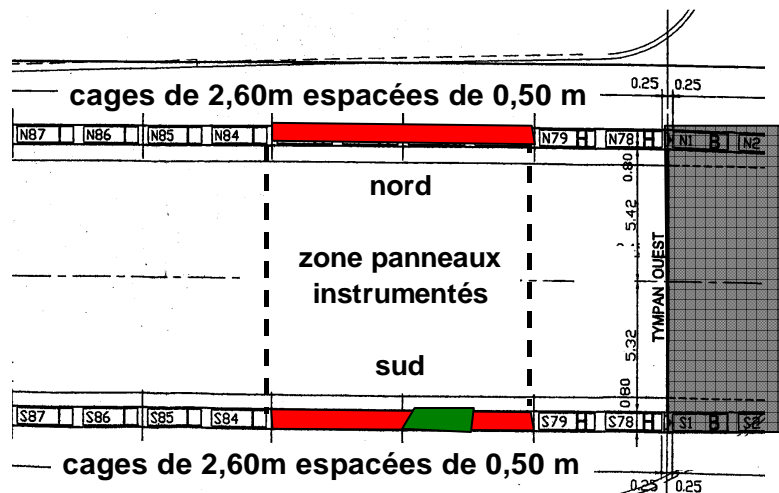 0.25 0.25
cages de 2,60m espacées de 0,50 m
N87 N86 N85 N84 N79 H N78 H N1 B N2
nord
0.80
5.42
zone panneaux
instrumentés
TYMPAN OUEST
5.32
sud
0.80
S87 S86 S85 S84 S79 H S78 H S1 B S2
cages de 2,60m espacées de 0,50 m
0.25 0.25